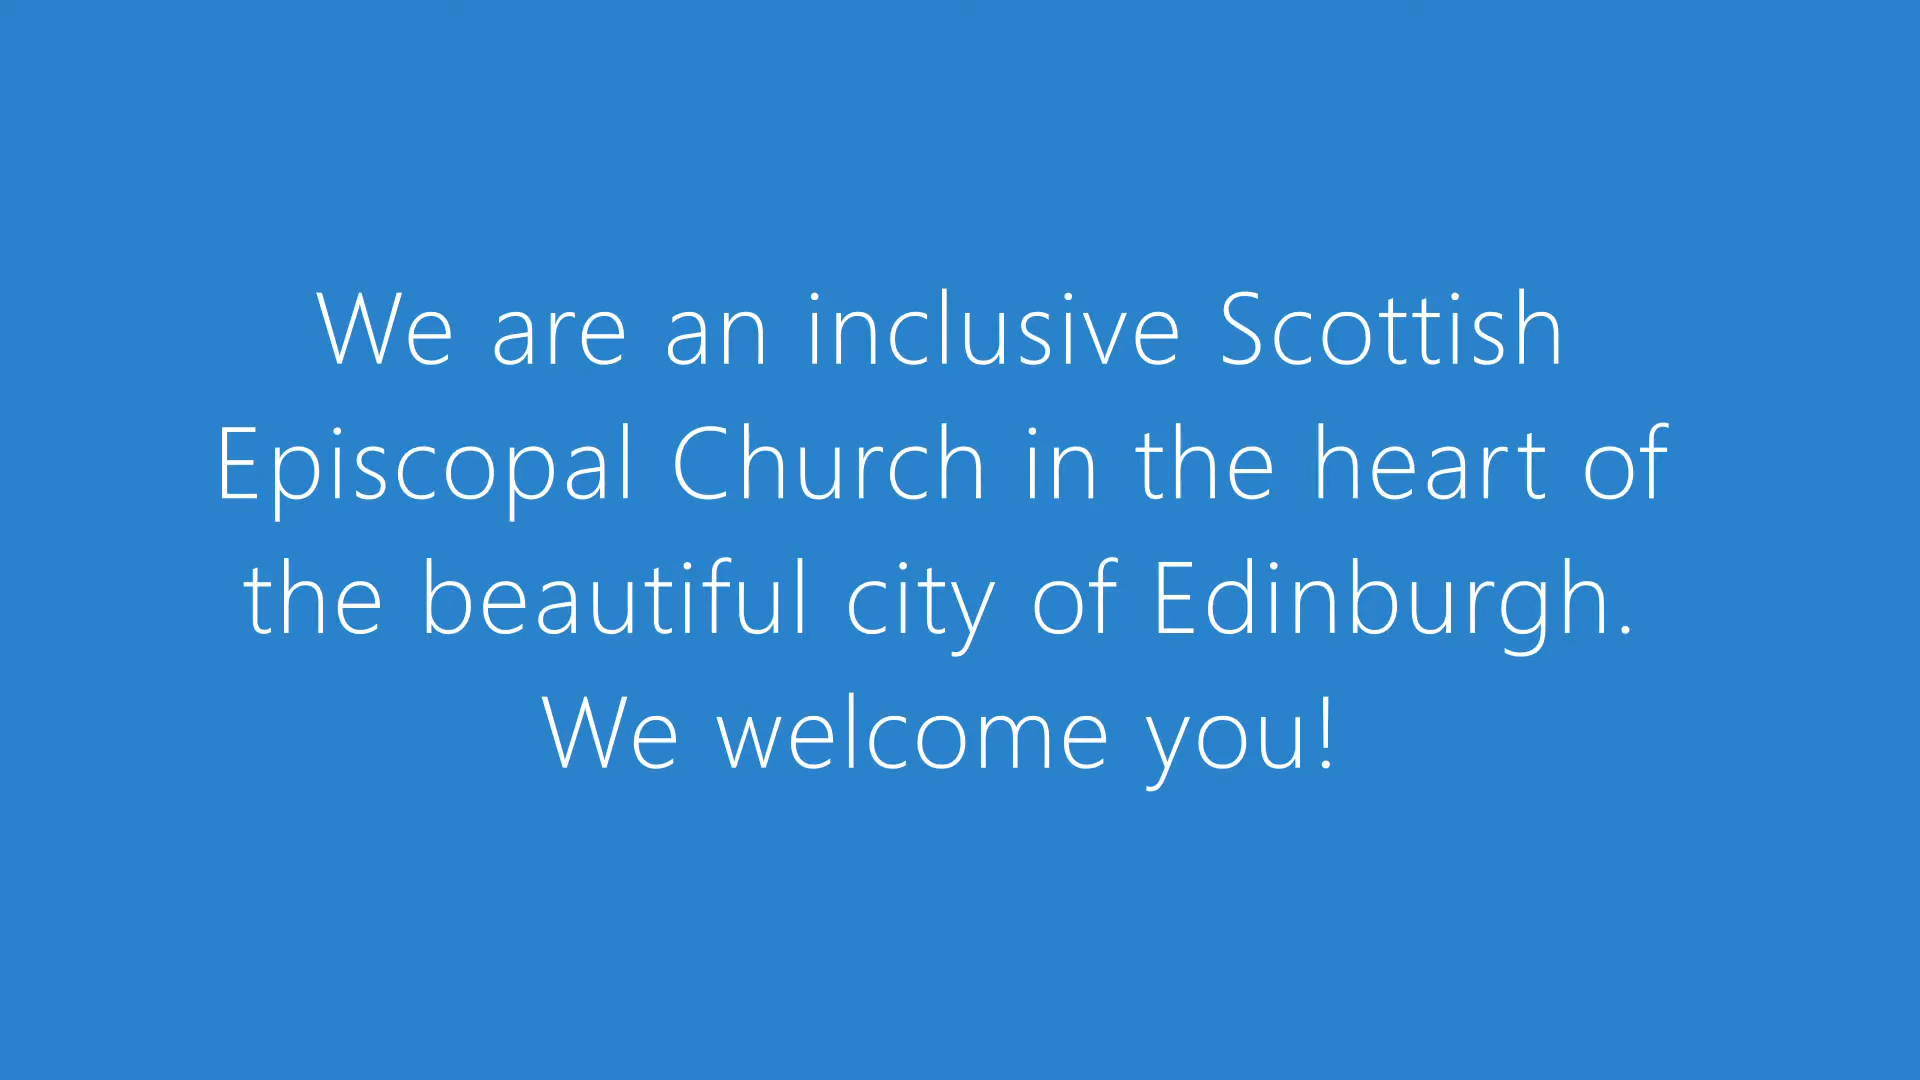 We are an inclusive Scottish
Episcopal Church in the heart of
the beautiful city of Edinburgh.
We welcome you!